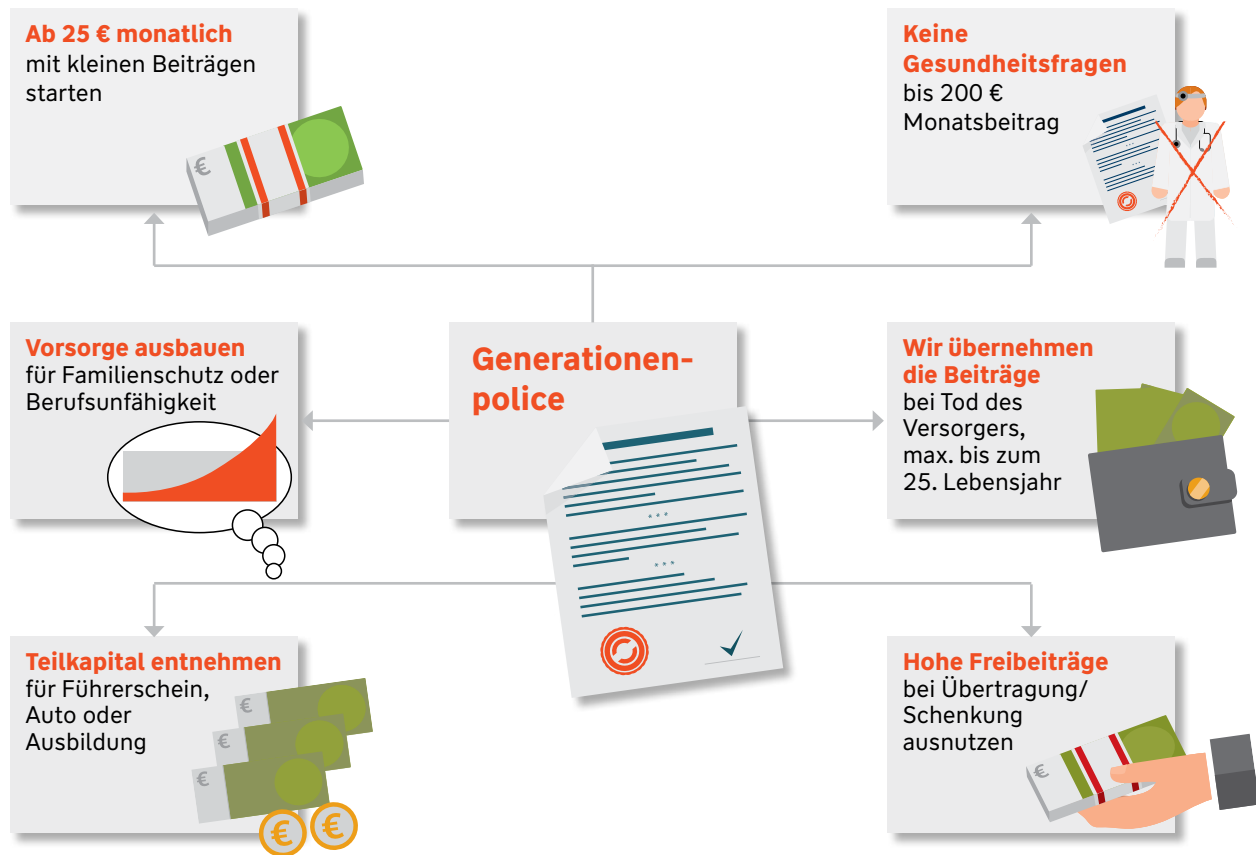 Ab 25 € monatlich
mit kleinen Beiträgen
starten
Keine
Gesundheitsfragen
bis 200 €
Monatsbeitrag
Vorsorge ausbauen
für Familienschutz oder
Berufsunfähigkeit
Generationen-
police
Wir übernehmen
die Beiträge
bei Tod des
Versorgers,
max. bis zum
25. Lebensjahr
Teilkapital entnehmen
für Führerschein,
Auto oder
Ausbildung
Hohe Freibeiträge
bei Übertragung/
Schenkung
ausnutzen